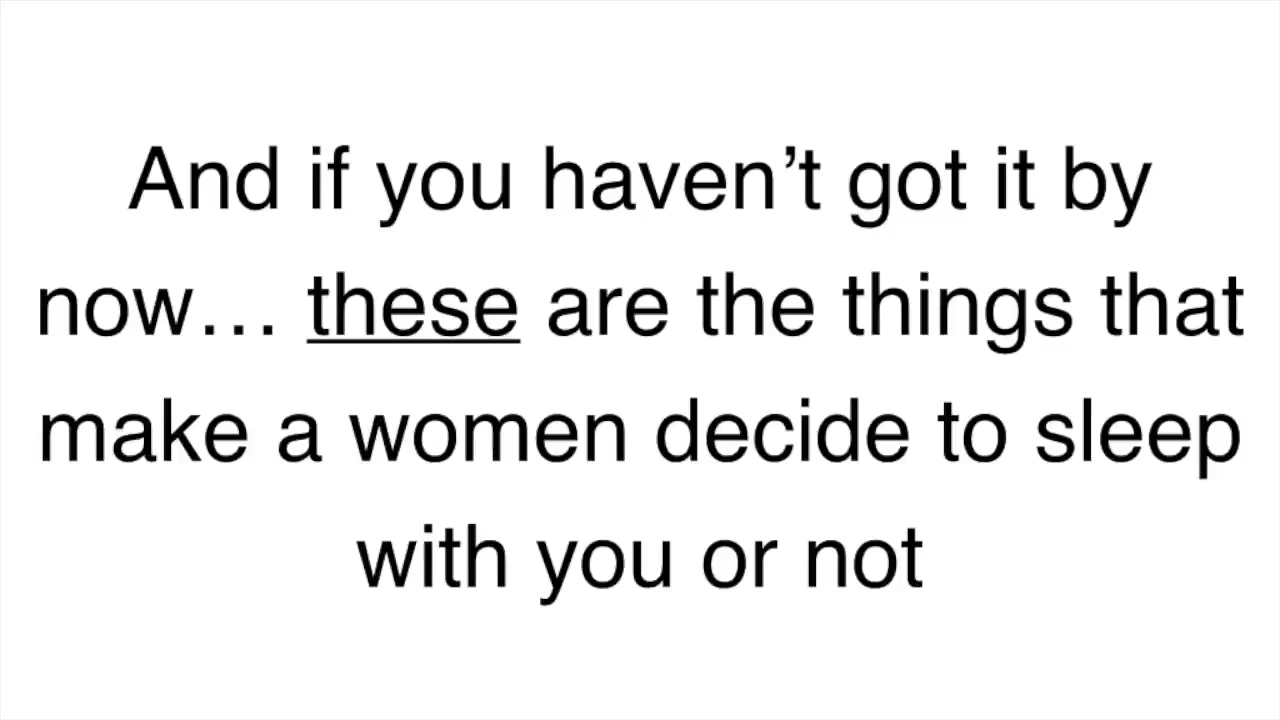 And if you haven’t got it by
now… these are the things that
make a women decide to sleep
with you or not